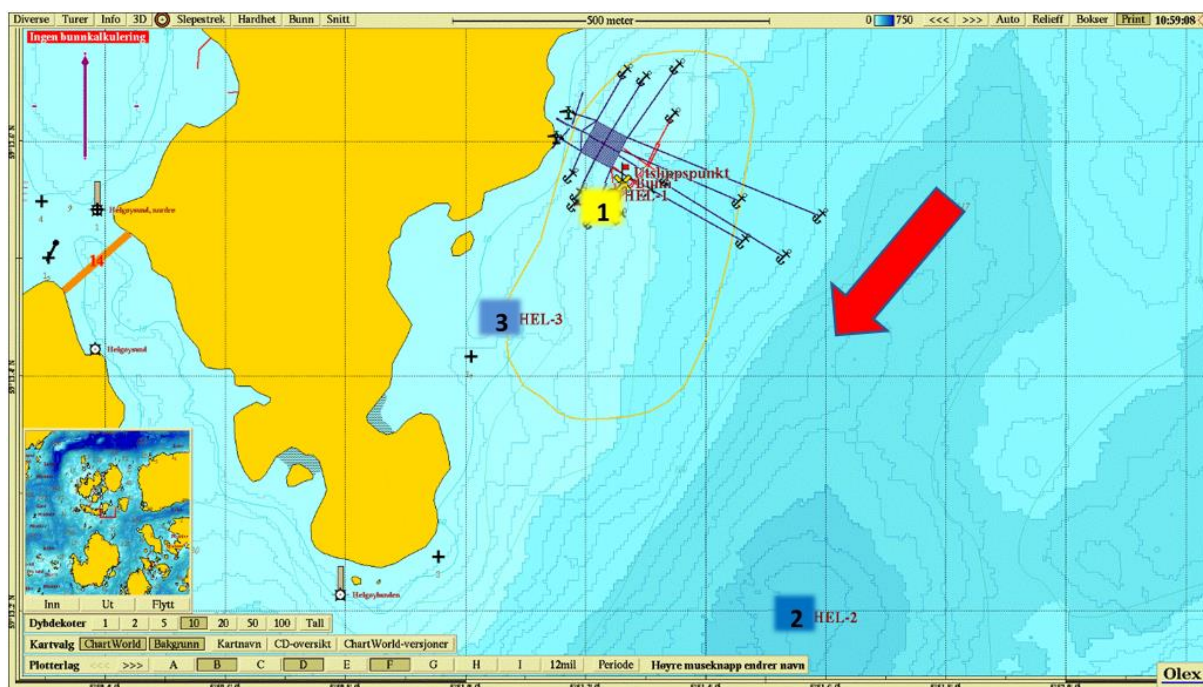 Diverse Turer Info 3D Slepestrek Hardhet Bunn Snitt 500 meter 0 750 <<< >>> Auto Relieff Bokser Print 10:59:08
Ingen bunnkalkulering
Utslippspunkt
HEL-1
1
4
9
Helgøysund, nordre
1
14
3 HEL-3
Helgøysund
2 HEL-2
Inn Ut Flytt
Dybdekoter 1 2 5 10 20 50 100 Tall
Kartvalg ChartWorld Bakgrunn Kartnavn CD-oversikt ChartWorld-versjoner
Plotterlag <<< >>> A B C D E F G H I 12mil Periode Høyre museknapp endrer navn
Olex